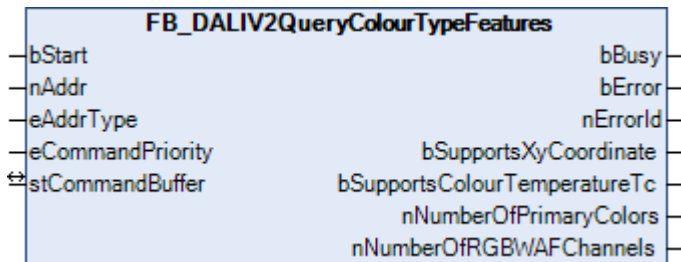 FB_DALIV2QueryColourTypeFeatures
bStart bBusy
nAddr bError
eAddrType nErrorId
eCommandPriority bSupportsXyCoordinate
stCommandBuffer bSupportsColourTemperatureTc
nNumberOfPrimaryColors
nNumberOfRGBWAFChannels